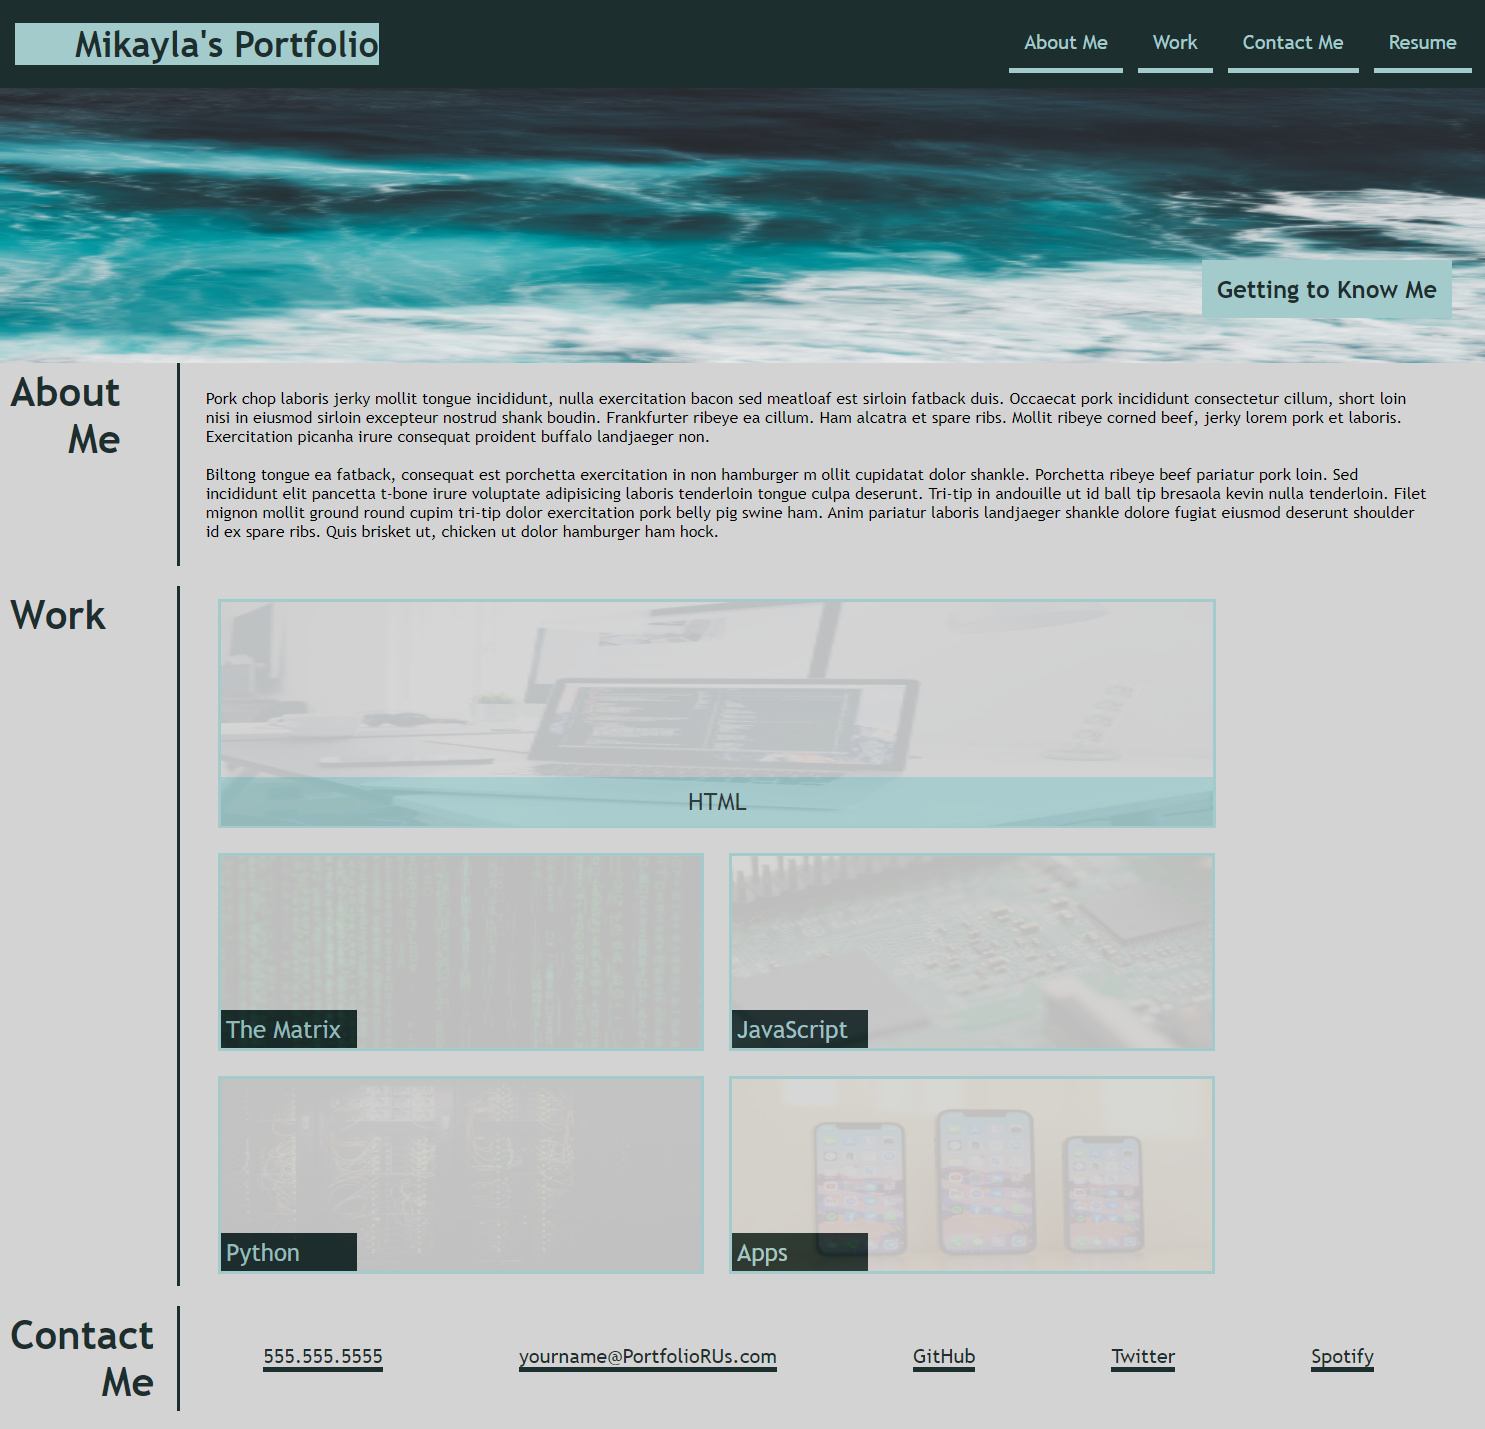 Mikayla's Portfolio
About Me
Work
Contact Me
Resume
Getting to Know Me
About
Me
Pork chop laboris jerky mollit tongue incididunt, nulla exercitation bacon sed meatloaf est sirloin fatback duis. Occaecat pork incididunt consectetur cillum, short loin
nisi in eiusmod sirloin excepteur nostrud shank boudin. Frankfurter ribeye ea cillum. Ham alcatra et spare ribs. Mollit ribeye corned beef, jerky lorem pork et laboris.
Exercitation picanha irure consequat proident buffalo landjaeger non.
Biltong tongue ea fatback, consequat est porchetta exercitation in non hamburger m ollit cupidatat dolor shankle. Porchetta ribeye beef pariatur pork loin. Sed
incididunt elit pancetta t-bone irure voluptate adipisicing laboris tenderloin tongue culpa deserunt. Tri-tip in andouille ut id ball tip bresaola kevin nulla tenderloin. Filet
mignon mollit ground round cupim tri-tip dolor exercitation pork belly pig swine ham. Anim pariatur laboris landjaeger shankle dolore fugiat eiusmod deserunt shoulder
id ex spare ribs. Quis brisket ut, chicken ut dolor hamburger ham hock.
Work
HTML
The Matrix
JavaScript
Python
Apps
Contact
Me
555.555.5555
yourname@PortfolioRUs.com
GitHub
Twitter
Spotify